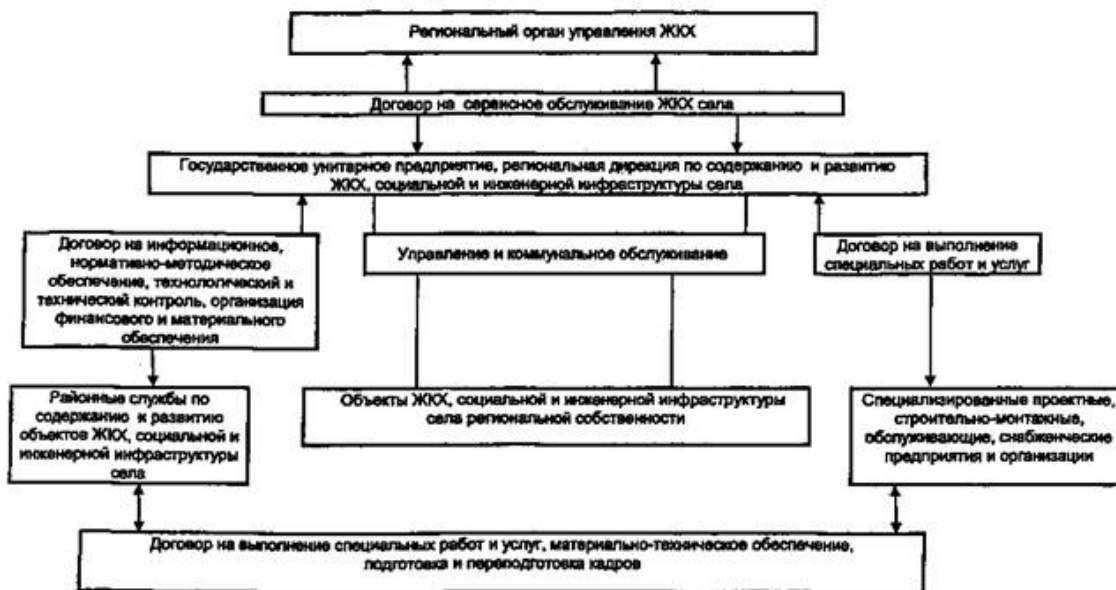 Региональный орган управления ЖКХ
Договор на сервисное обслуживание ЖКХ села
Государственное унитарное предприятие, региональная дирекция по содержанию и развитию
ЖКХ, социальной и инженерной инфраструктуры села
Договор на информационное,
нормативно-методическое
обеспечение, технологический и
технический контроль, организация
финансового и материального
обеспечения
Управление и коммунальное обслуживание
Договор на выполнение
специальных работ и услуг
Районные службы по
содержанию и развитию
объектов ЖКХ, социальной и
инженерной инфраструктуры
села
Объекты ЖКХ, социальной и инженерной инфраструктуры
села региональной собственности
Специализированные проектные,
строительно-монтажные,
обслуживающие, снабженческие
предприятия и организации
Договор на выполнение специальных работ и услуг, материально-техническое обеспечение,
подготовка и переподготовка кадров